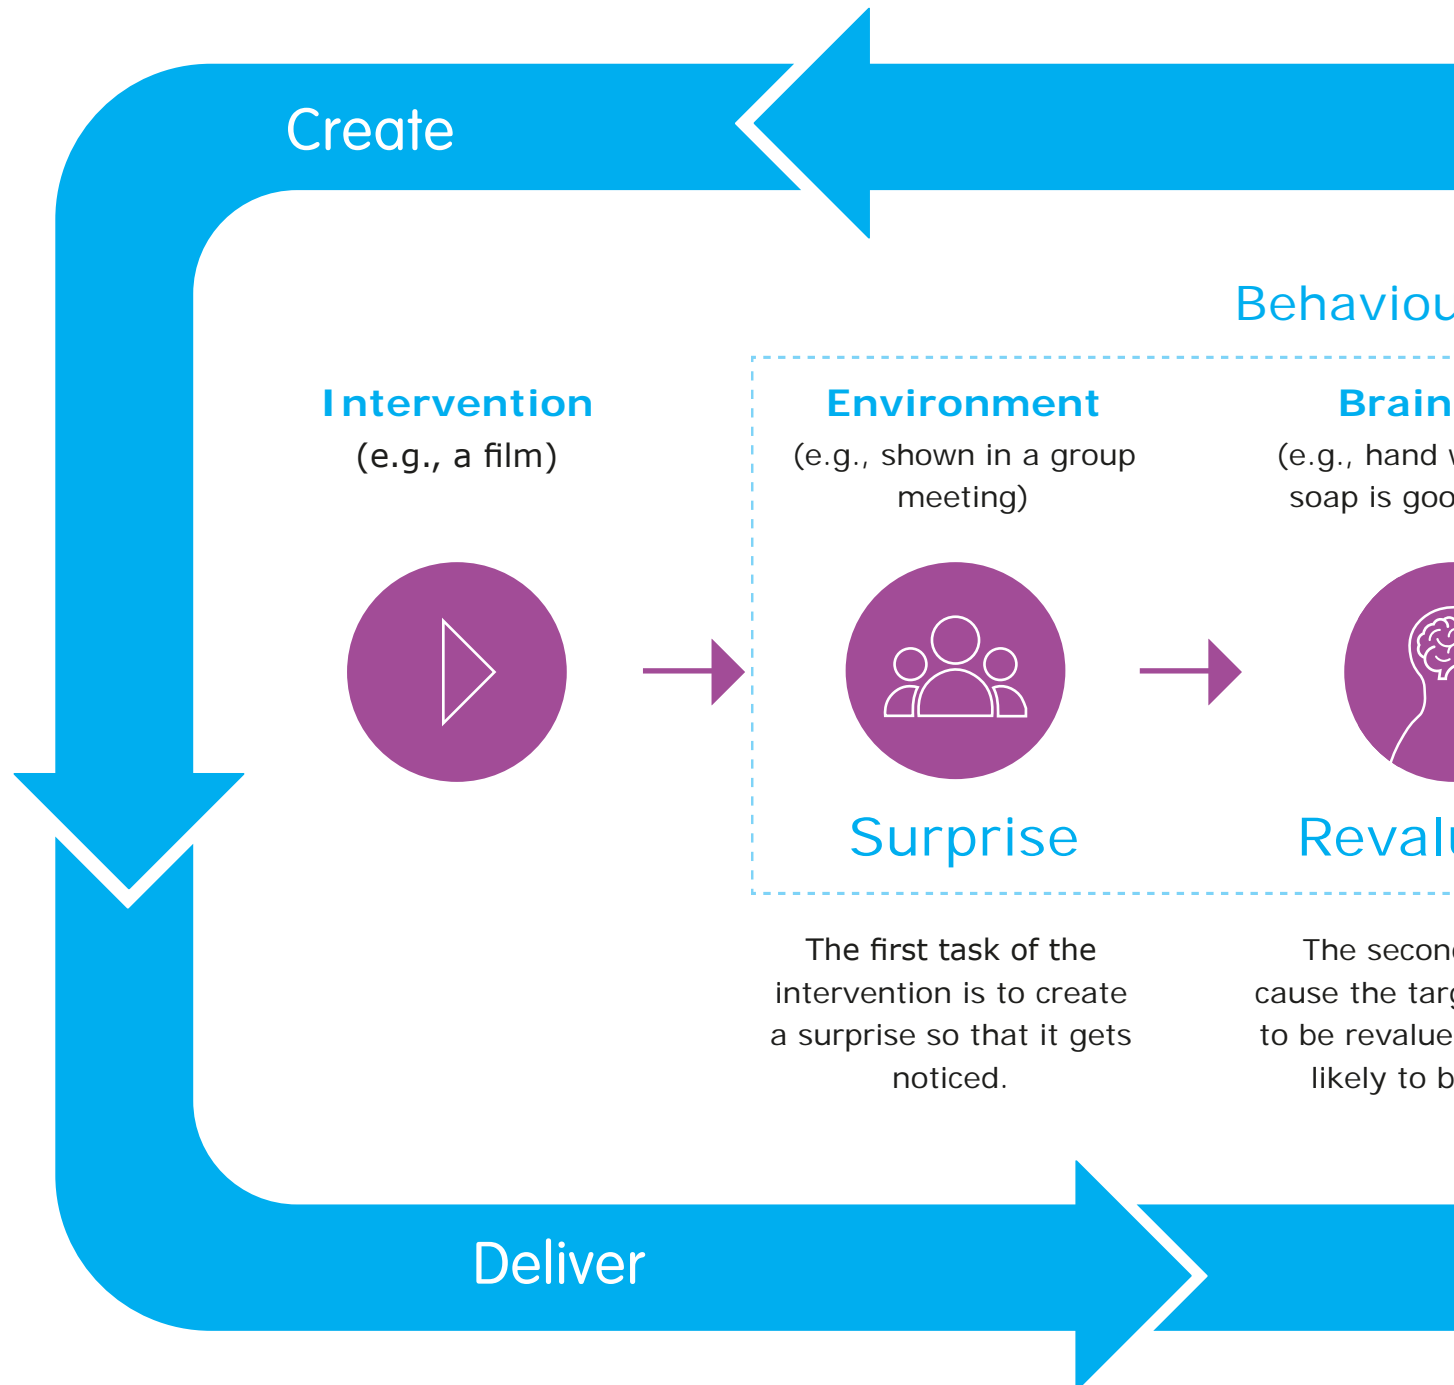 Create
Behaviou
Intervention
(e.g., a film)
Environment
(e.g., shown in a group
meeting)
Brain
(e.g., hand
soap is goo
Surprise
Reval
The first task of the
intervention is to create
a surprise so that it gets
noticed.
The secon
cause the targ
to be revalue
likely to b
Deliver